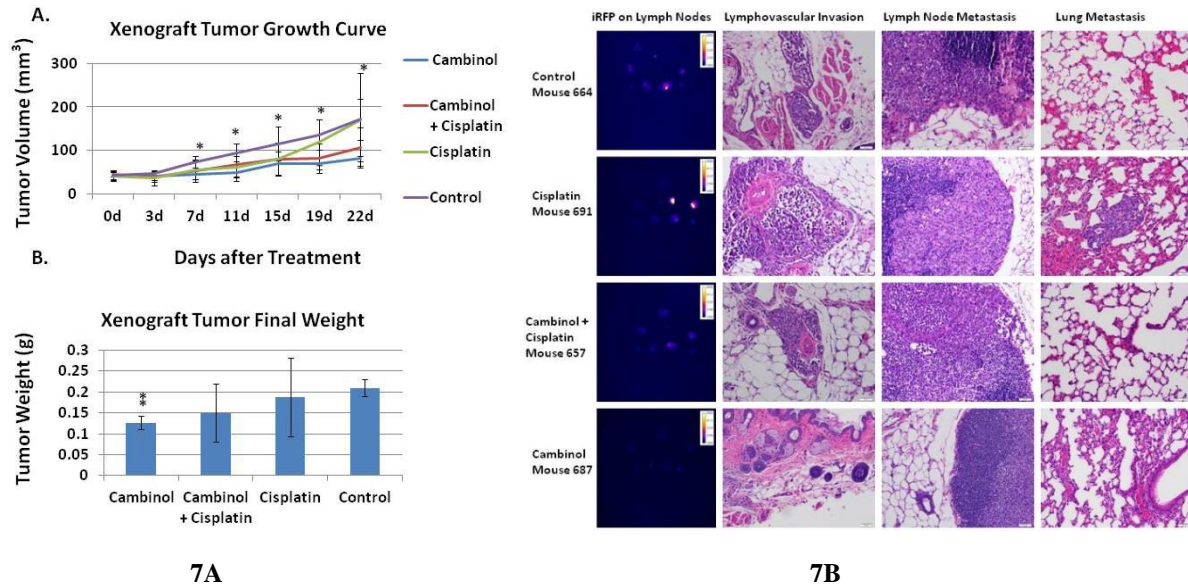 A.
Xenograft Tumor Growth Curve
Tumor Volume (mm³)
300
200
100
0
*
*
*
*
*
0d 3d 7d 11d 15d 19d 22d
Days after Treatment
Cambinol
Cambinol
+ Cisplatin
Cisplatin
Control
B.
Xenograft Tumor Final Weight
Tumor Weight (g)
0.3
0.25
0.2
0.15
0.1
0.05
0
**
Cambinol
Cambinol
+ Cisplatin
Cisplatin
Control
7A
iRFP on Lymph Nodes
Lymphovascular Invasion
Lymph Node Metastasis
Lung Metastasis
Control
Mouse 664
Cisplatin
Mouse 691
Cambinol +
Cisplatin
Mouse 657
Cambinol
Mouse 687
7B